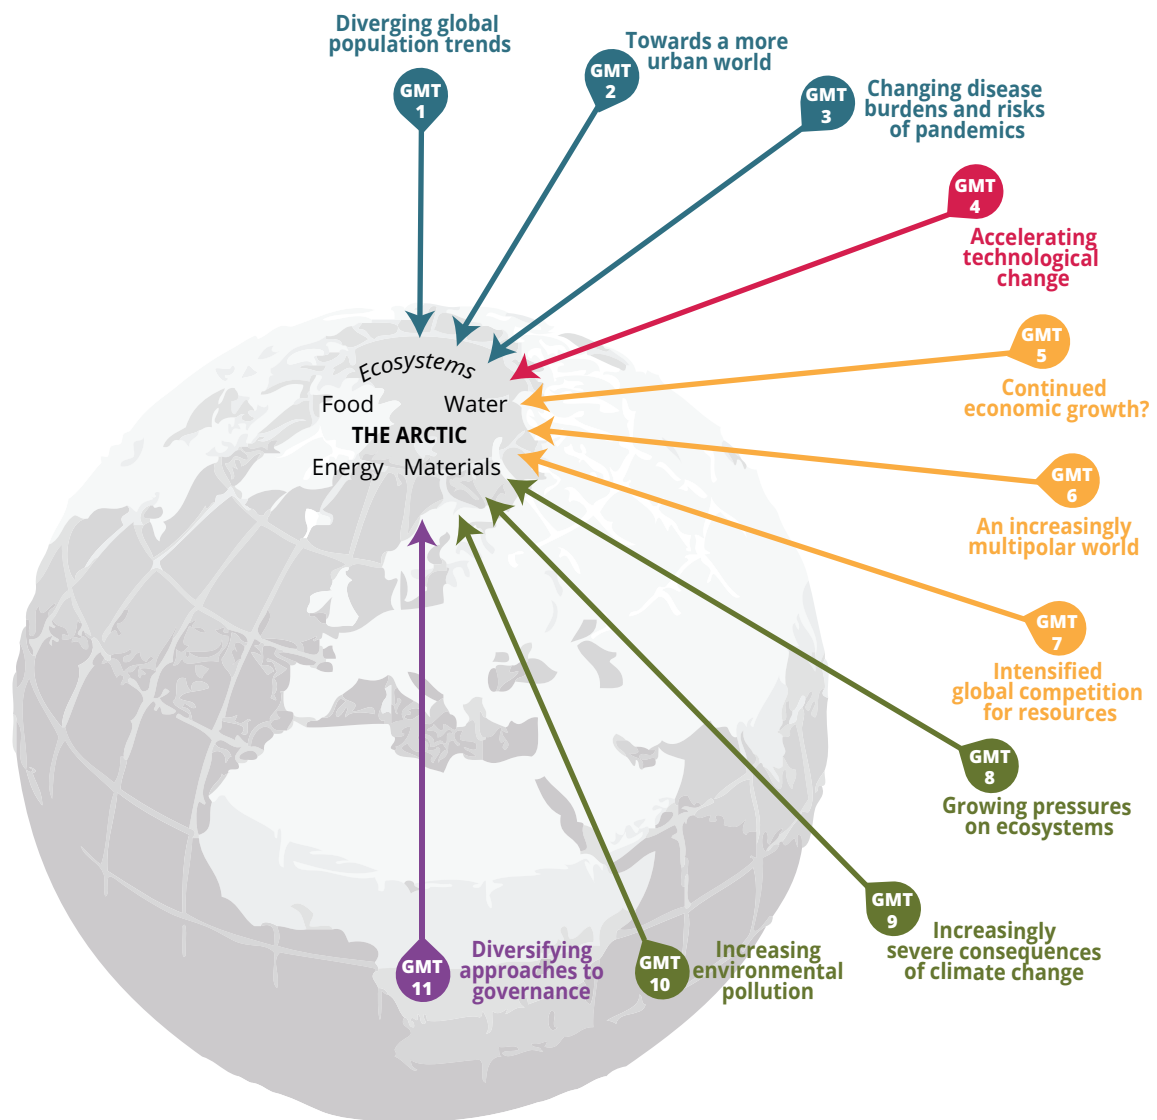 Diverging global
population trends
GMT
1
Towards a more
urban world
GMT
2
Changing disease
burdens and risks
of pandemics
GMT
3
GMT
4
Accelerating
technological
change
GMT
5
Continued
economic growth?
GMT
6
An increasingly
multipolar world
GMT
7
Intensified
global competition
for resources
GMT
8
Growing pressures
on ecosystems
GMT
9
Increasingly
severe consequences
of climate change
GMT
10
Increasing
environmental
pollution
GMT
11
Diversifying
approaches to
governance
Ecosystems
Food Water
THE ARCTIC
Energy Materials